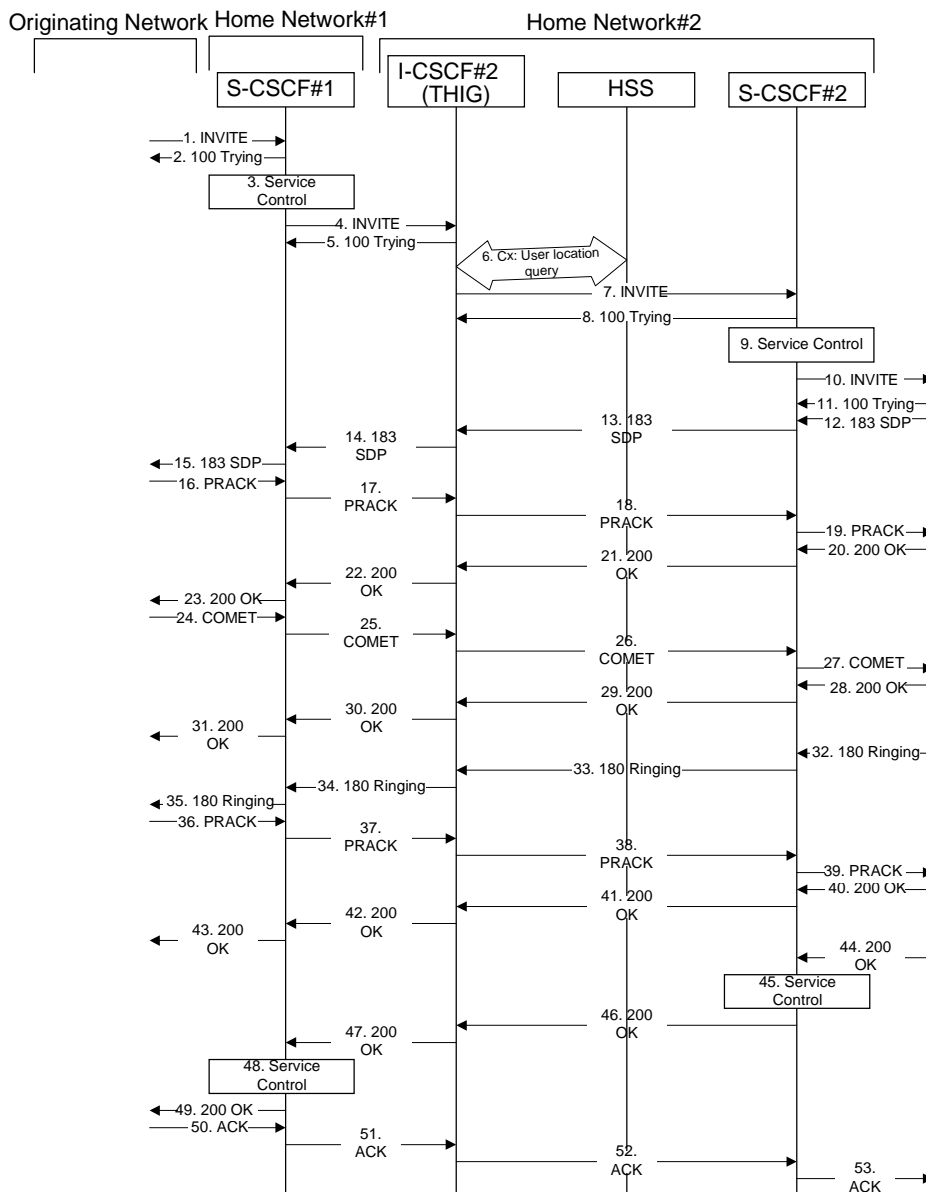 Originating Network
Home Network#1
Home Network#2
S-CSCF#1
I-CSCF#2
(THIG)
HSS
S-CSCF#2
1. INVITE
2. 100 Trying
3. Service
Control
4. INVITE
5. 100 Trying
6. Cx: User location
query
7. INVITE
8. 100 Trying
9. Service Control
10. INVITE
11. 100 Trying
12. 183 SDP
13. 183
SDP
14. 183
SDP
15. 183 SDP
16. PRACK
17.
PRACK
18.
PRACK
19. PRACK
20. 200 OK
21. 200
OK
22. 200
OK
23. 200 OK
24. COMET
25.
COMET
26.
COMET
27. COMET
28. 200 OK
29. 200
OK
30. 200
OK
31. 200
OK
32. 180 Ringing
33. 180 Ringing
34. 180 Ringing
35. 180 Ringing
36. PRACK
37.
PRACK
38.
PRACK
39. PRACK
40. 200 OK
41. 200
OK
42. 200
OK
43. 200
OK
44. 200
OK
45. Service
Control
46. 200
OK
47. 200
OK
48. Service
Control
49. 200 OK
50. ACK
51.
ACK
52.
ACK
53.
ACK